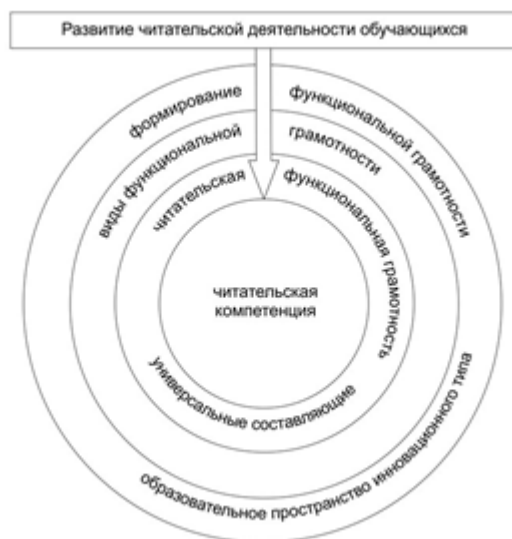 Развитие читательской деятельности обучающихся
формирование функциональной грамотности
виды функциональной грамотности
читательская функциональная грамотность
читательская
компетенция
универсальные составляющие
образовательное пространство инновационного типа